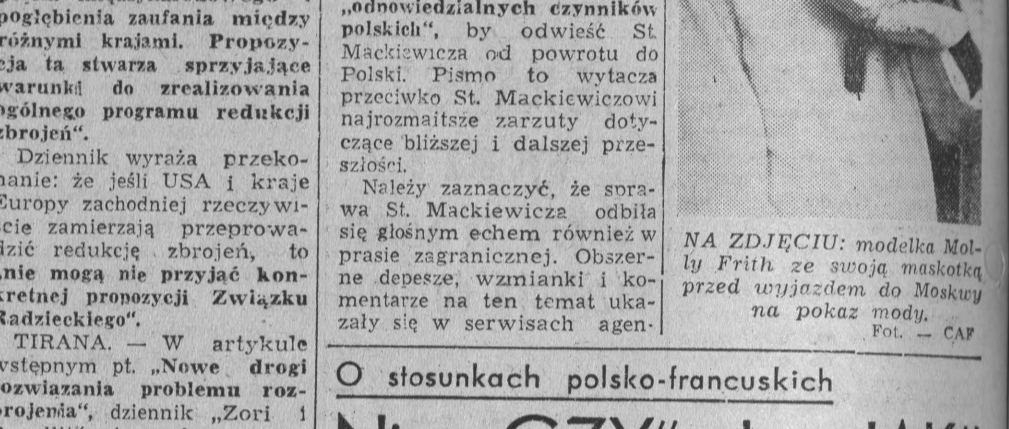 pogłębienia zaufania między
różnymi krajami. Propozy-
cja ta stwarza sprzyjające
warunki do zrealizowania
ogólnego programu redukcji
zbrojeń“.
Dziennik wyraża przeko-
nanie: że jeśli USA i kraje
Europy zachodniej rzeczywi-
ście zamierzają przeprowa-
dzić redukcję zbrojeń, to
„nie mogą nie przyjąć kon-
kretnej propozycji Związku
Radzieckiego“.
TIRANA. — W artykule
wstępnym pt. „Nowe drogi
rozwiązania problemu roz-
brojenia“, dziennik „Zori i
„odpowiedzialnych czynników
polskich“, by odwieść St.
Mackiewicza od powrotu do
Polski. Pismo to wytacza
przeciwko St. Mackiewiczowi
najrozmaitsze zarzuty doty-
czące bliższej i dalszej prze-
szłości.
Należy zaznaczyć, że spra-
wa St. Mackiewicza odbiła
się głośnym echem również w
prasie zagranicznej. Obszer-
ne depesze, wzmianki i ko-
mentarze na ten temat uka-
zały się w serwisach agen-
NA ZDJĘCIU: modelka Mol-
ly Frith ze swoją maskotką
przed wyjazdem do Moskwy
na pokaz mody.
Fot. — CAF
O stosunkach polsko-francuskich